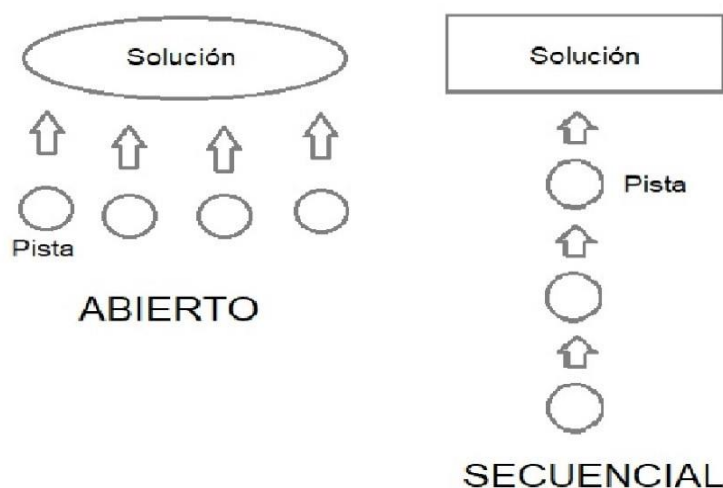 Solución
Pista
ABIERTO
Solución
Pista
SECUENCIAL